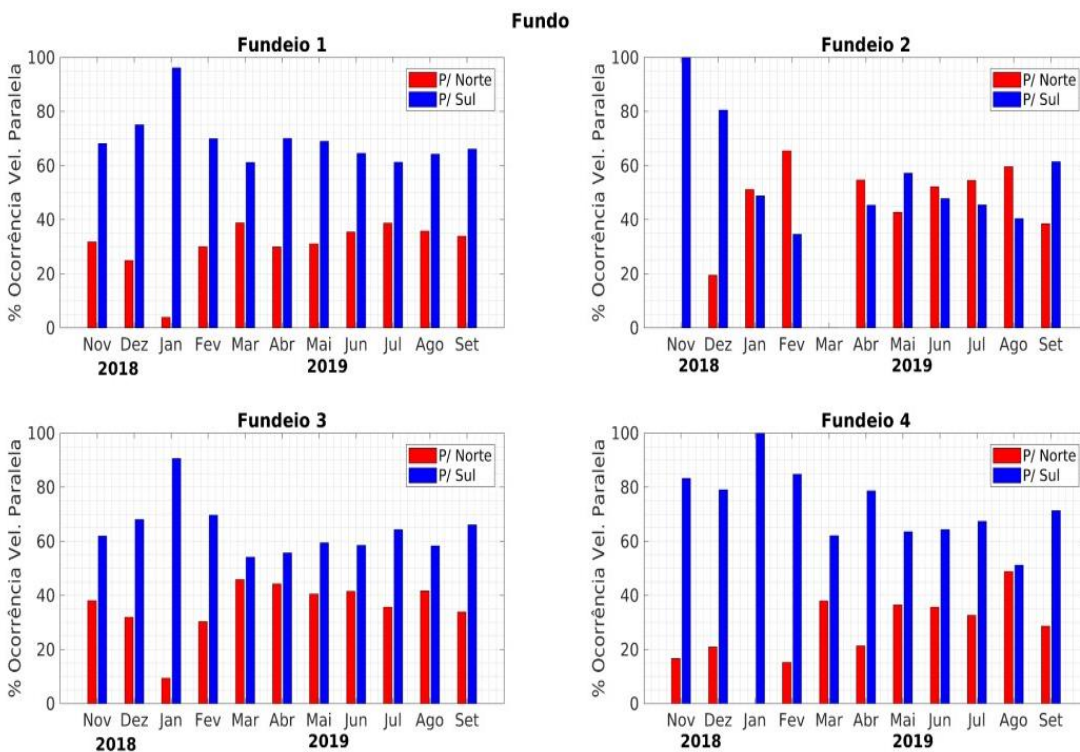 Fundo
Fundeio 1
% Ocorrência Vel. Paralela
100
80
60
40
20
0
P/ Norte
P/ Sul
Nov Dez Jan Fev Mar Abr Mai Jun Jul Ago Set
2018 2019
Fundeio 2
% Ocorrência Vel. Paralela
100
80
60
40
20
0
P/ Norte
P/ Sul
Nov Dez Jan Fev Mar Abr Mai Jun Jul Ago Set
2018 2019
Fundeio 3
% Ocorrência Vel. Paralela
100
80
60
40
20
0
P/ Norte
P/ Sul
Nov Dez Jan Fev Mar Abr Mai Jun Jul Ago Set
2018 2019
Fundeio 4
% Ocorrência Vel. Paralela
100
80
60
40
20
0
P/ Norte
P/ Sul
Nov Dez Jan Fev Mar Abr Mai Jun Jul Ago Set
2018 2019